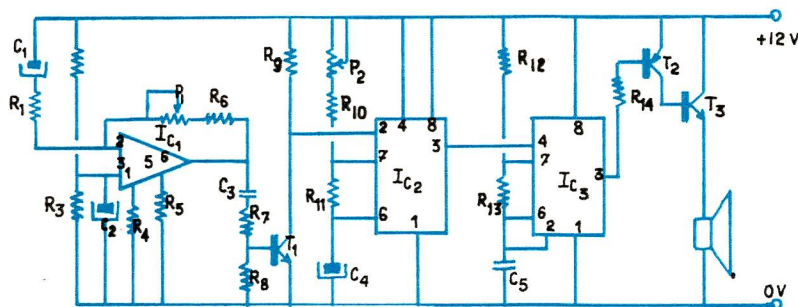 +12V
C1
R9
P2
R12
T2
R1
P1
R6
R10
R14
T3
IC1
2
6
5
3
1
2
4
8
3
7
IC2
4
8
7
IC3
3
C3
R3
C2
R4
R5
R7
R11
6
1
R13
6
2
1
T1
R8
C4
C5
0V